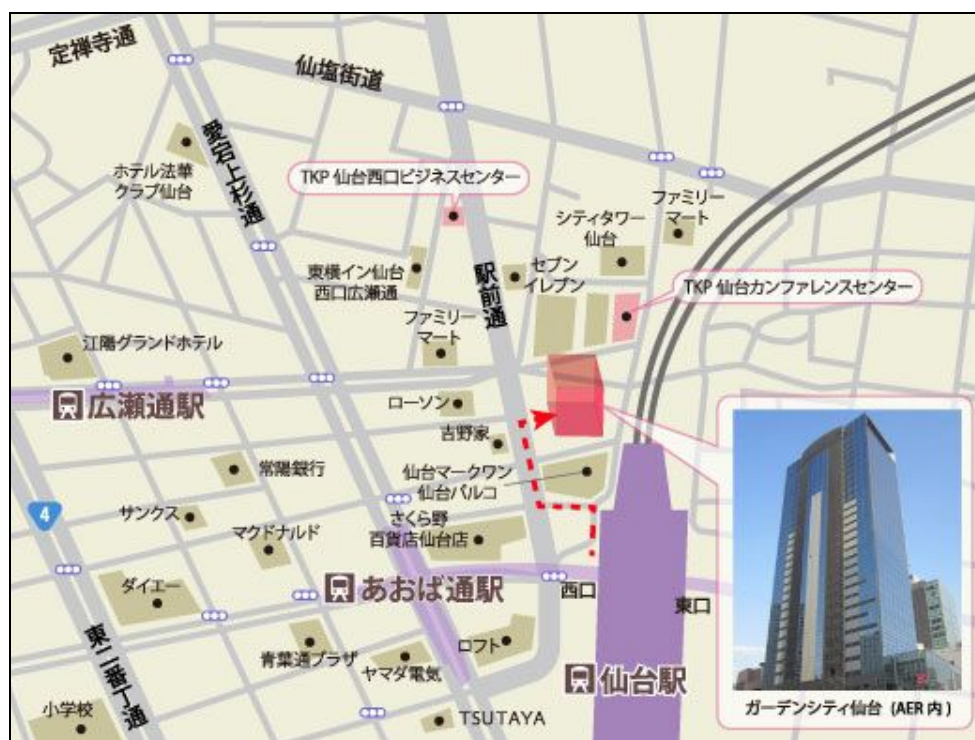 定禅寺通
仙塩街道
愛宕上杉通
ホテル法華
クラブ仙台
TKP 仙台西口ビジネスセンター
ファミリー
マート
シティタワー
仙台
東横イン仙台
西口広瀬通
駅前通
セブン
イレブン
TKP 仙台カンファレンスセンター
ファミリー
マート
江陽グランドホテル
広瀬通駅
ローソン
吉野家
常陽銀行
仙台マークワン
仙台パルコ
4
サンクス
マクドナルド
さくら野
百貨店仙台店
ダイエー
あおば通駅
西口
東口
東二番丁通
青葉通プラザ
ヤマダ電気
ロフト
仙台駅
小学校
TSUTAYA
ガーデンシティ仙台 (AER 内)